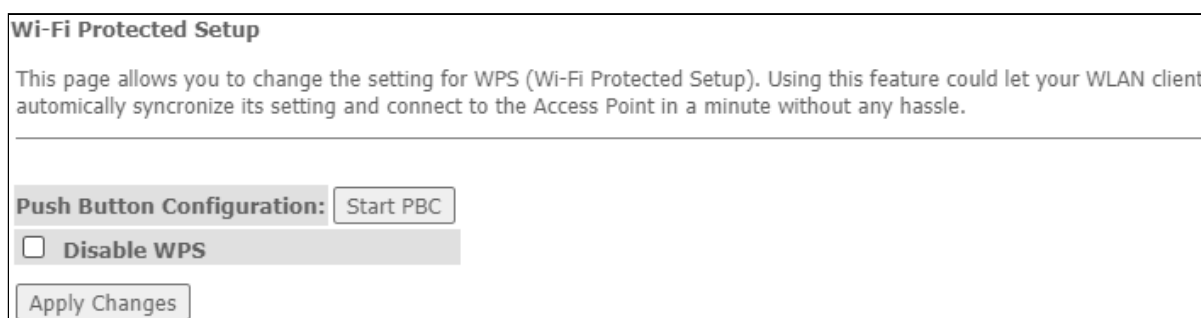 Wi-Fi Protected Setup
This page allows you to change the setting for WPS (Wi-Fi Protected Setup). Using this feature could let your WLAN client
automically syncronize its setting and connect to the Access Point in a minute without any hassle.
Push Button Configuration: Start PBC
Disable WPS
Apply Changes